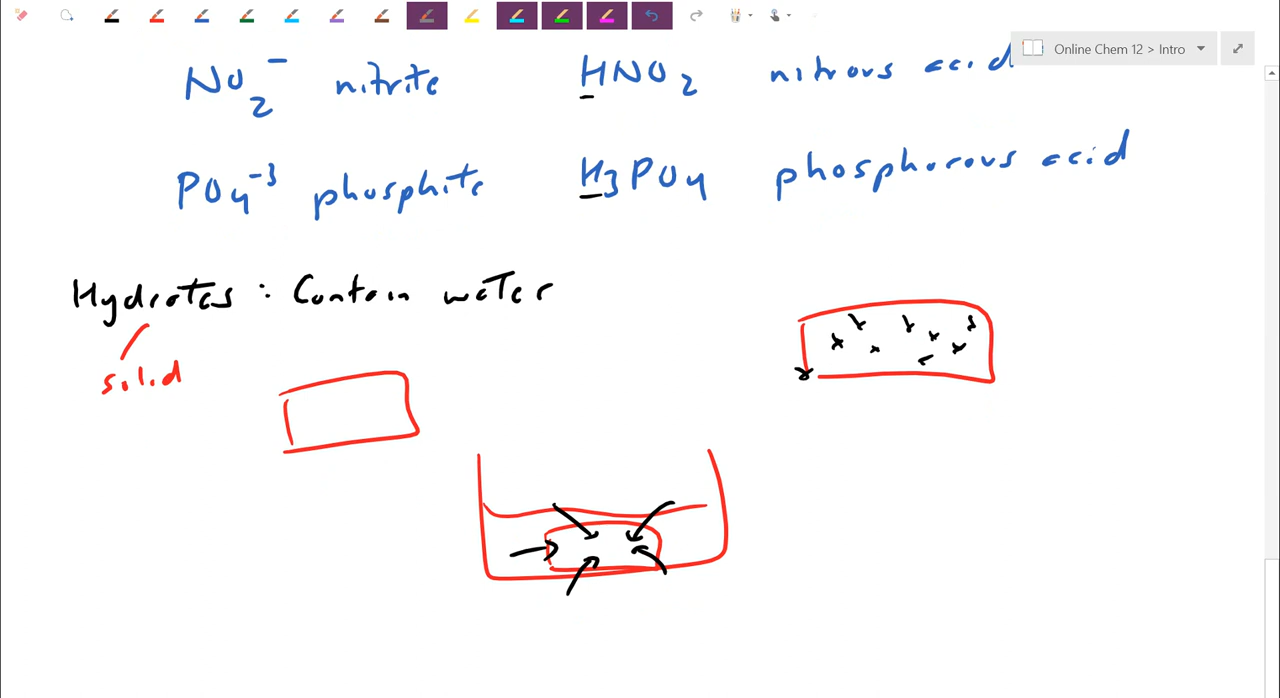 Online Chem 12 > Intro
NO2⁻ nitrite HNO2 nitrous acid
PO4⁻³ phosphite H3PO4 phosphorous acid
Hydrates : Contain water
solid